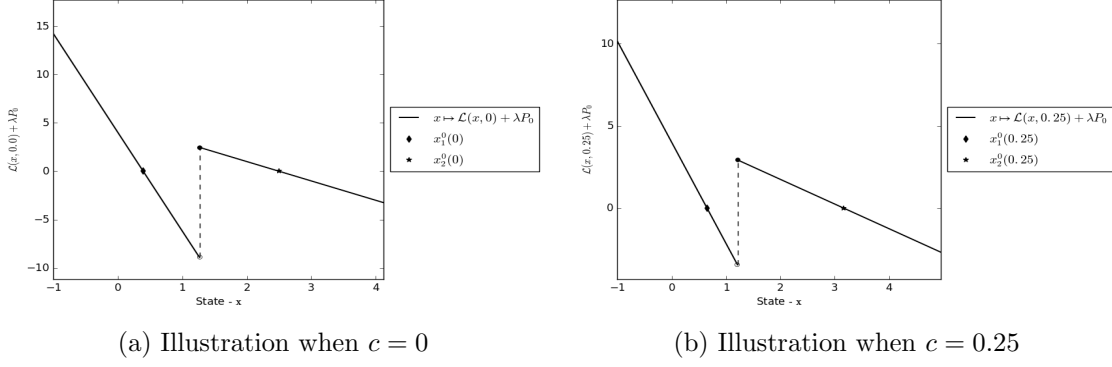 15
10
5
0
−5
−10
−1 0 1 2 3 4
State - x
ℒ(x, 0.0) + λP₀
x ↦ ℒ(x, 0) + λP₀
x₁⁰(0)
x₂⁰(0)
(a) Illustration when c = 0
10
5
0
−1 0 1 2 3 4
State - x
ℒ(x, 0.25) + λP₀
x ↦ ℒ(x, 0.25) + λP₀
x₁⁰(0.25)
x₂⁰(0.25)
(b) Illustration when c = 0.25